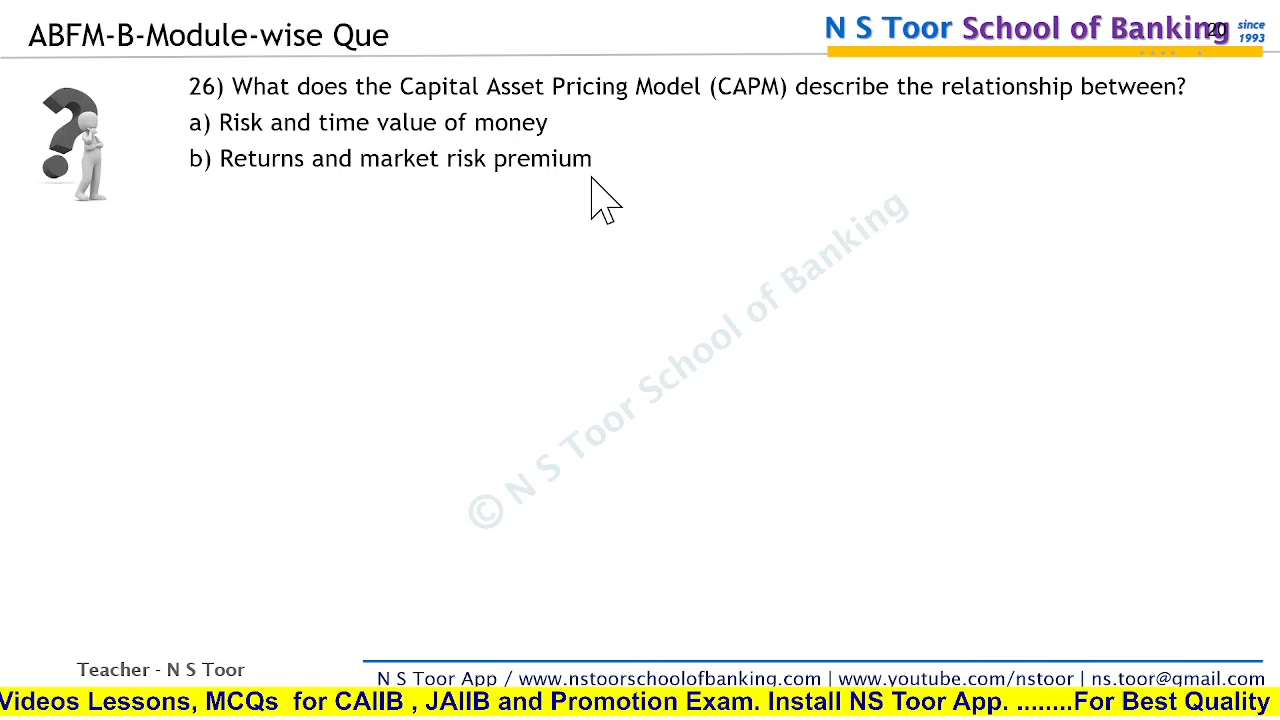 ABFM-B-Module-wise Que
N S Toor School of Banking
20
since
1993
26) What does the Capital Asset Pricing Model (CAPM) describe the relationship between?
a) Risk and time value of money
b) Returns and market risk premium
© N S Toor School of Banking
Teacher - N S Toor
N S Toor App / www.nstoorschoolofbanking.com | www.youtube.com/nstoor | ns.toor@gmail.com
Videos Lessons, MCQs for CAIIB , JAIIB and Promotion Exam. Install NS Toor App. ........For Best Quality